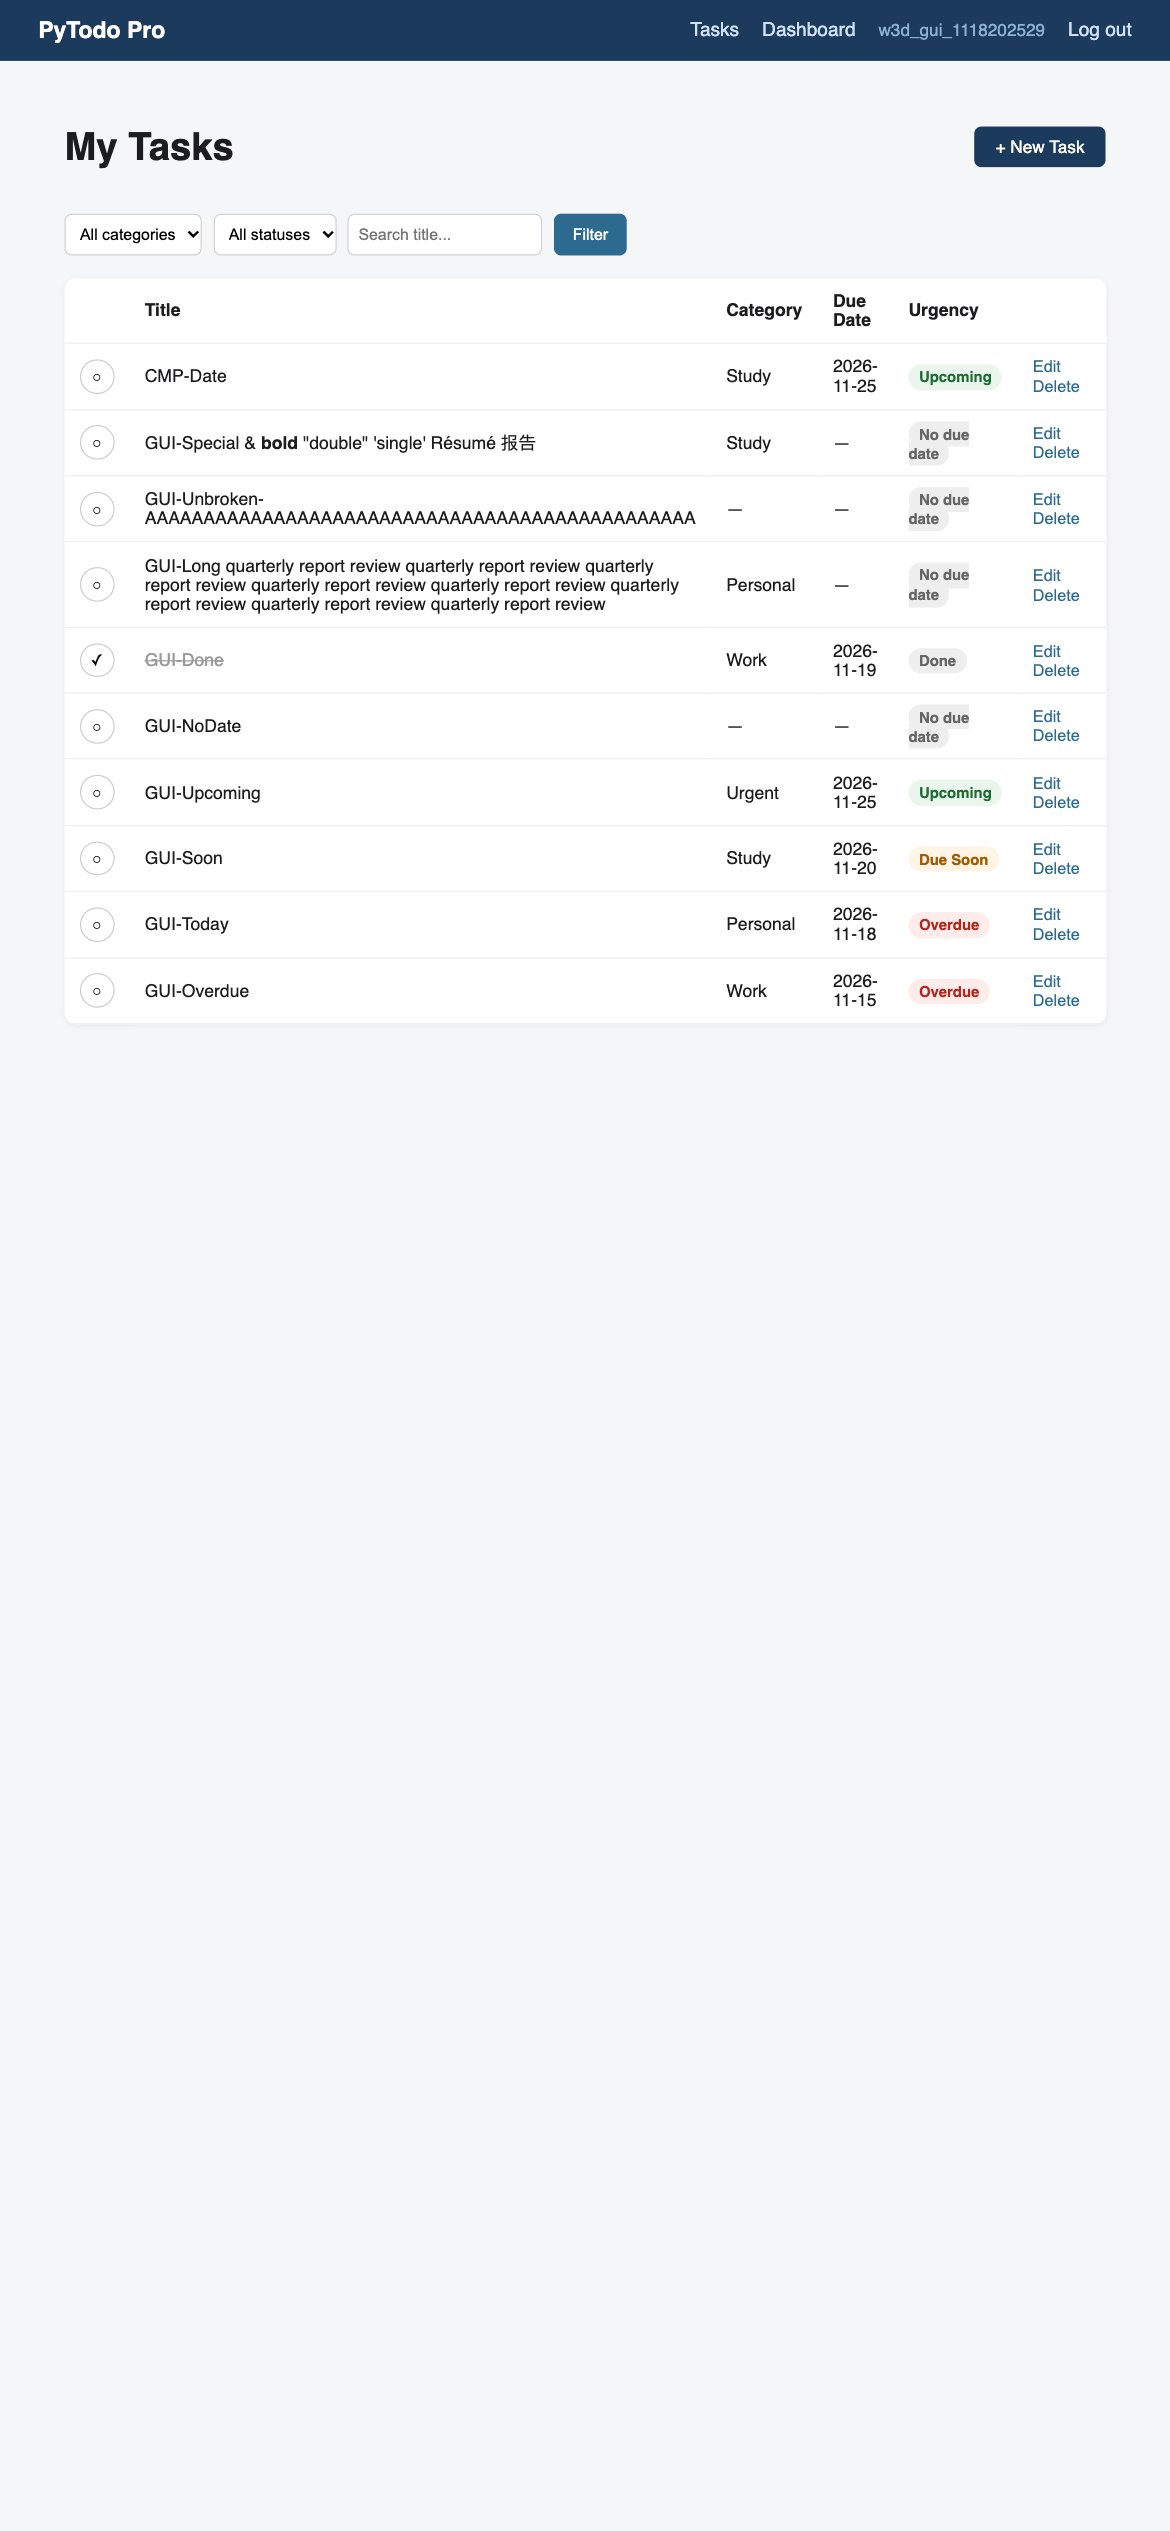 PyTodo Pro
Tasks Dashboard w3d_gui_1118202529 Log out
My Tasks
+ New Task
All categories All statuses Search title... Filter
Title Category Due Date Urgency
CMP-Date Study 2026-11-25 Upcoming Edit Delete
GUI-Special & bold "double" 'single' Résumé 报告 Study — No due date Edit Delete
GUI-Unbroken-
AAAAAAAAAAAAAAAAAAAAAAAAAAAAAAAAAAAAAAAAAAAAAAA — — No due date Edit Delete
GUI-Long quarterly report review quarterly report review quarterly
report review quarterly report review quarterly report review quarterly
report review quarterly report review quarterly report review Personal — No due date Edit Delete
✓ GUI-Done Work 2026-11-19 Done Edit Delete
GUI-NoDate — — No due date Edit Delete
GUI-Upcoming Urgent 2026-11-25 Upcoming Edit Delete
GUI-Soon Study 2026-11-20 Due Soon Edit Delete
GUI-Today Personal 2026-11-18 Overdue Edit Delete
GUI-Overdue Work 2026-11-15 Overdue Edit Delete